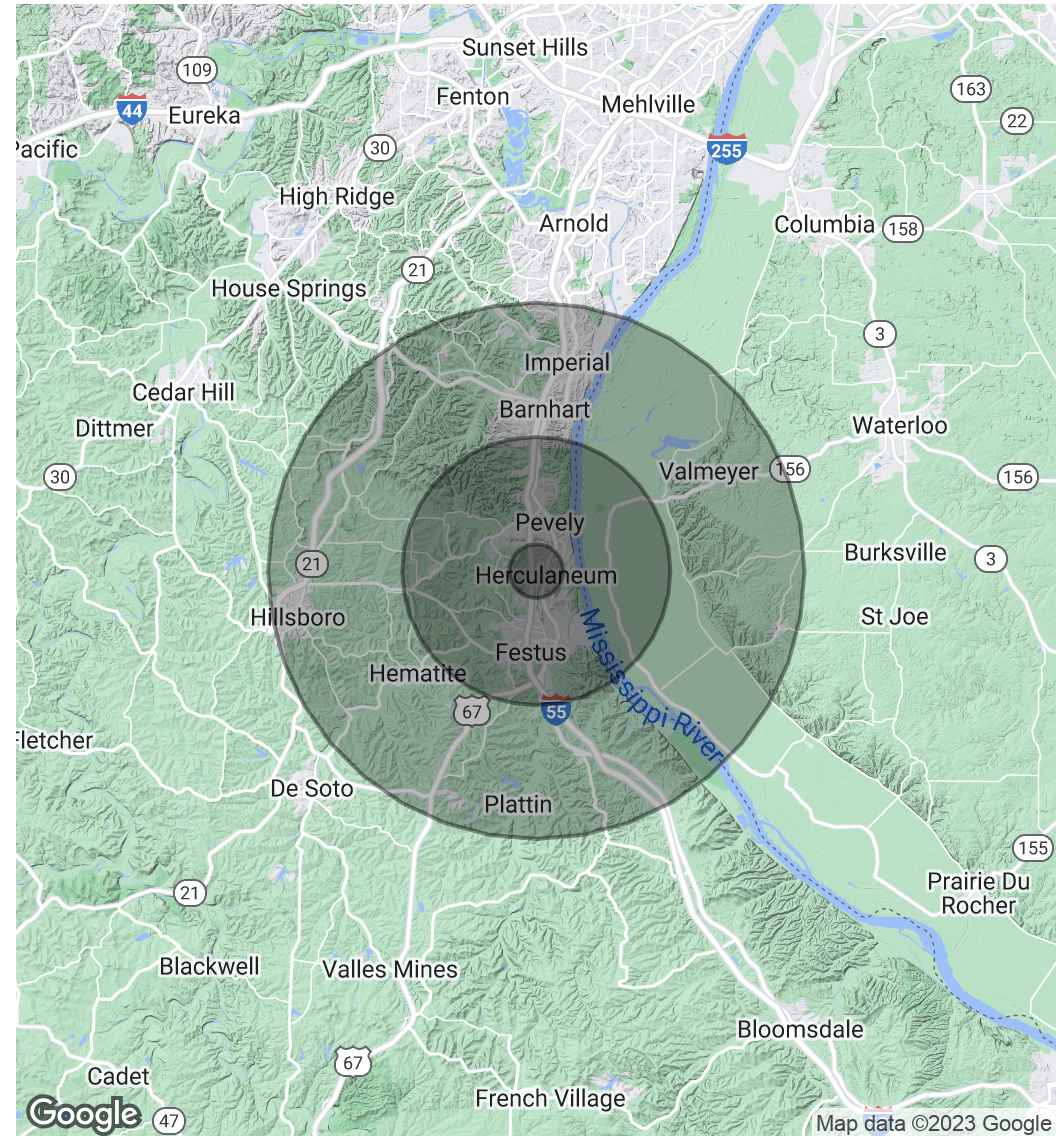 Sunset Hills
109
Fenton
44
Mehlville
163
Eureka
22
30
255
Pacific
High Ridge
Arnold
Columbia
158
21
House Springs
3
Imperial
Cedar Hill
Barnhart
Dittmer
Waterloo
Valmeyer
156
30
156
Pevely
Burksville
3
21
Herculaneum
Hillsboro
St Joe
Mississippi River
Festus
Hematite
67
55
Fletcher
De Soto
Plattin
155
Prairie Du
Rocher
21
Blackwell
Valles Mines
Bloomsdale
67
Cadet
French Village
Google
47
Map data ©2023 Google